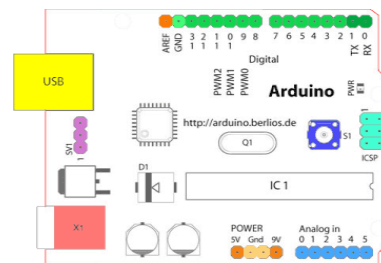 AREF
GND
3 1 0 9 8
1 1 1 1
7 6 5 4 3 2 1 0
TX
RX
Digital
USB
PWM2
PWM1
PWM0
Arduino
PWR
http://arduino.berlios.de
SV1
1
Q1
S1
1
ICSP
D1
IC 1
X1
POWER
5V Gnd 9V
Analog in
0 1 2 3 4 5